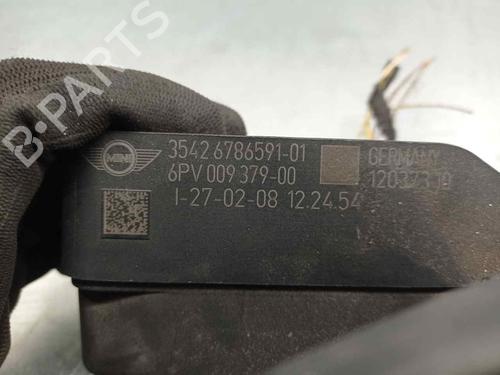 MINI
3542 6786591-01
6PV 009 379-00
I-27-02-08 12.24.54
GERMANY
B-PARTS